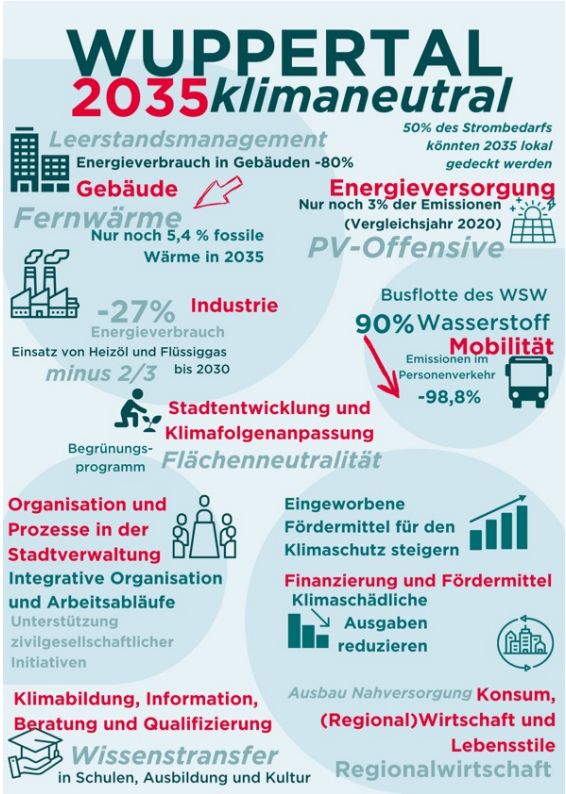 WUPPERTAL
2035klimaneutral
Leerstandsmanagement
Energieverbrauch in Gebäuden -80%
Gebäude
50% des Strombedarfs
könnten 2035 lokal
gedeckt werden
Energieversorgung
Nur noch 3% der Emissionen
(Vergleichsjahr 2020)
PV-Offensive
Fernwärme
Nur noch 5,4 % fossile
Wärme in 2035
-27% Industrie
Energieverbrauch
Einsatz von Heizöl und Flüssiggas
minus 2/3 bis 2030
Busflotte des WSW
90% Wasserstoff
Mobilität
Emissionen im
Personenverkehr
-98,8%
Stadtentwicklung und
Klimafolgenanpassung
Begrünungs-
programm
Flächenneutralität
Organisation und
Prozesse in der
Stadtverwaltung
Integrative Organisation
und Arbeitsabläufe
Unterstützung
zivilgesellschaftlicher
Initiativen
Eingeworbene
Fördermittel für den
Klimaschutz steigern
Finanzierung und Fördermittel
Klimaschädliche
Ausgaben
reduzieren
Klimabildung, Information,
Beratung und Qualifizierung
Wissenstransfer
in Schulen, Ausbildung und Kultur
Ausbau Nahversorgung Konsum,
(Regional)Wirtschaft und
Lebensstile
Regionalwirtschaft